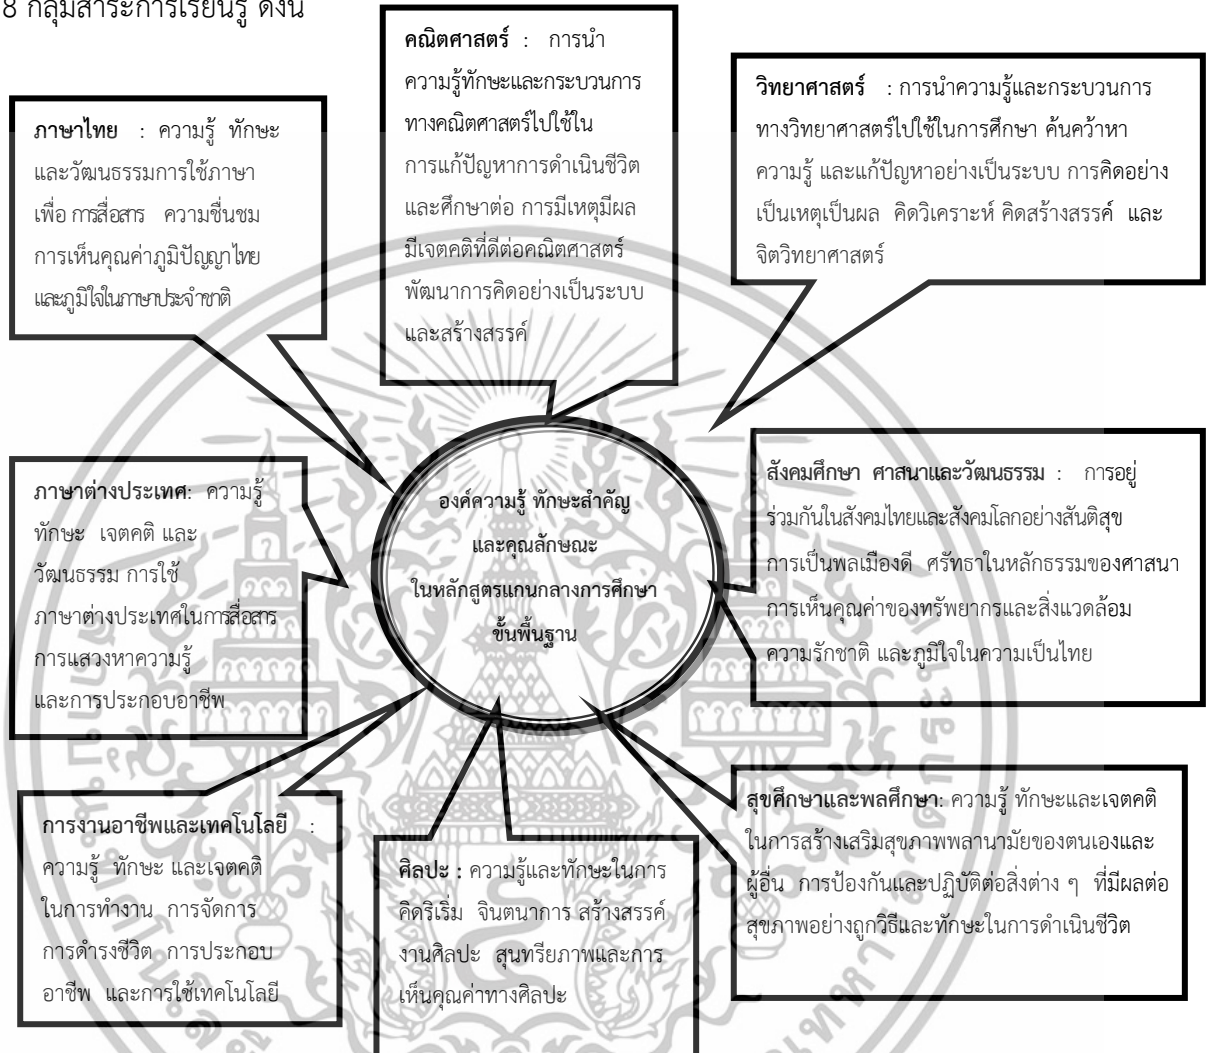 8 กลุ่มสาระการเรียนรู้ ดังนี้
คณิตศาสตร์ : การนำ
ความรู้ทักษะและกระบวนการ
ทางคณิตศาสตร์ไปใช้ใน
การแก้ปัญหาการดำเนินชีวิต
และศึกษาต่อ การมีเหตุมีผล
มีเจตคติที่ดีต่อคณิตศาสตร์
พัฒนาการคิดอย่างเป็นระบบ
และสร้างสรรค์
วิทยาศาสตร์ : การนำความรู้และกระบวนการ
ทางวิทยาศาสตร์ไปใช้ในการศึกษา ค้นคว้าหา
ความรู้ และแก้ปัญหาอย่างเป็นระบบ การคิดอย่าง
เป็นเหตุเป็นผล คิดวิเคราะห์ คิดสร้างสรรค์ และ
จิตวิทยาศาสตร์
ภาษาไทย : ความรู้ ทักษะ
และวัฒนธรรมการใช้ภาษา
เพื่อ การสื่อสาร ความชื่นชม
การเห็นคุณค่าภูมิปัญญาไทย
และภูมิใจในภาษาประจำชาติ
องค์ความรู้ ทักษะสำคัญ
และคุณลักษณะ
ในหลักสูตรแกนกลางการศึกษา
ขั้นพื้นฐาน
สังคมศึกษา ศาสนาและวัฒนธรรม : การอยู่
ร่วมกันในสังคมไทยและสังคมโลกอย่างสันติสุข
การเป็นพลเมืองดี ศรัทธาในหลักธรรมของศาสนา
การเห็นคุณค่าของทรัพยากรและสิ่งแวดล้อม
ความรักชาติ และภูมิใจในความเป็นไทย
ภาษาต่างประเทศ: ความรู้
ทักษะ เจตคติ และ
วัฒนธรรม การใช้
ภาษาต่างประเทศในการสื่อสาร
การแสวงหาความรู้
และการประกอบอาชีพ
การงานอาชีพและเทคโนโลยี :
ความรู้ ทักษะ และเจตคติ
ในการทำงาน การจัดการ
การดำรงชีวิต การประกอบ
อาชีพ และการใช้เทคโนโลยี
ศิลปะ : ความรู้และทักษะในการ
คิดริเริ่ม จินตนาการ สร้างสรรค์
งานศิลปะ สุนทรียภาพและการ
เห็นคุณค่าทางศิลปะ
สุขศึกษาและพลศึกษา: ความรู้ ทักษะและเจตคติ
ในการสร้างเสริมสุขภาพพลานามัยของตนเองและ
ผู้อื่น การป้องกันและปฏิบัติต่อสิ่งต่าง ๆ ที่มีผลต่อ
สุขภาพอย่างถูกวิธีและทักษะในการดำเนินชีวิต